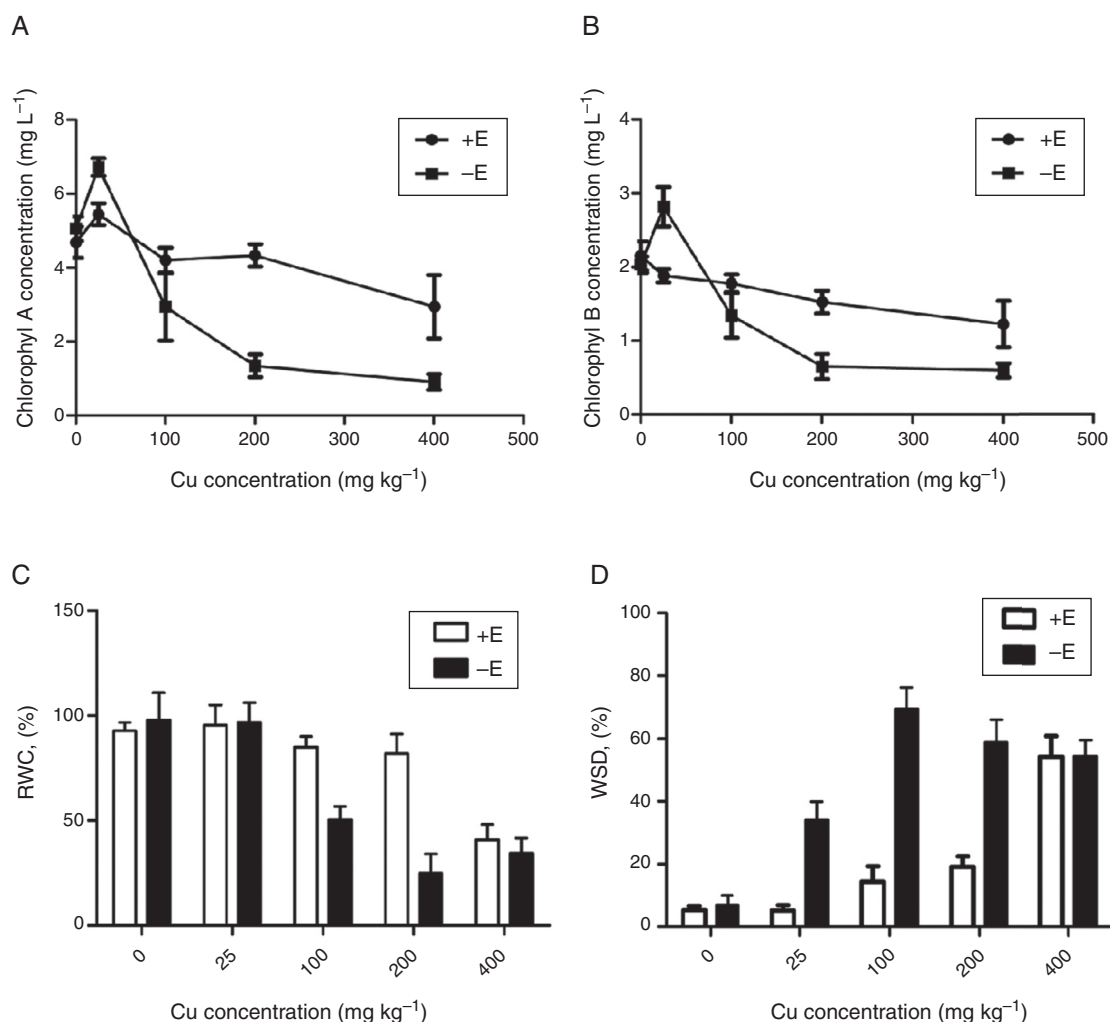 A
Chlorophyl A concentration (mg L⁻¹)
8
6
4
2
0
0 100 200 300 400 500
Cu concentration (mg kg⁻¹)
+E
–E
B
Chlorophyl B concentration (mg L⁻¹)
4
3
2
1
0
0 100 200 300 400 500
Cu concentration (mg kg⁻¹)
+E
–E
C
RWC, (%)
150
100
50
0
0 25 100 200 400
Cu concentration (mg kg⁻¹)
+E
–E
D
WSD, (%)
100
80
60
40
20
0
0 25 100 200 400
Cu concentration (mg kg⁻¹)
+E
–E